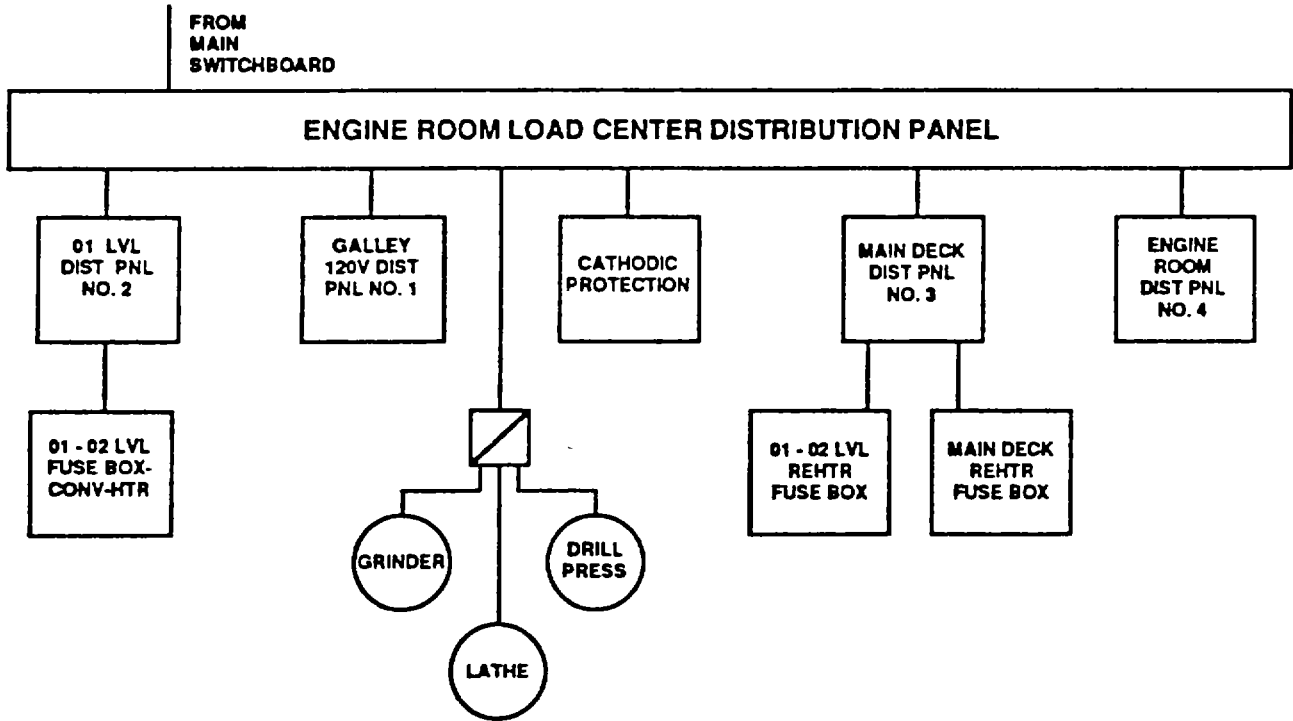 FROM
MAIN
SWITCHBOARD
ENGINE ROOM LOAD CENTER DISTRIBUTION PANEL
01 LVL
DIST PNL
NO. 2
GALLEY
120V DIST
PNL NO. 1
CATHODIC
PROTECTION
MAIN DECK
DIST PNL
NO. 3
ENGINE
ROOM
DIST PNL
NO. 4
01 - 02 LVL
FUSE BOX-
CONV-HTR
01 - 02 LVL
REHTR
FUSE BOX
MAIN DECK
REHTR
FUSE BOX
GRINDER
DRILL
PRESS
LATHE